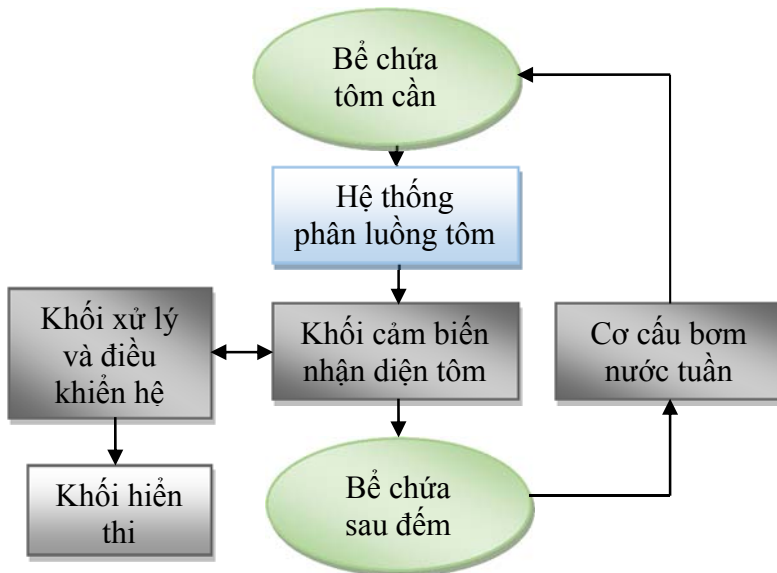 Bể chứa
tôm cần
Hệ thống
phân luồng tôm
Khối xử lý
và điều
khiển hệ
Khối cảm biến
nhận diện tôm
Cơ cấu bơm
nước tuần
Khối hiển
thi
Bể chứa
sau đếm